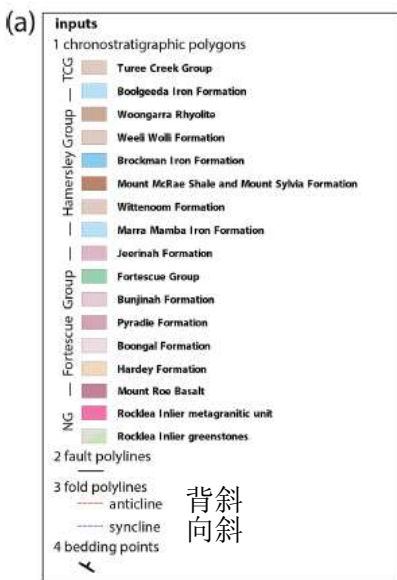 (a)
inputs
1 chronostratigraphic polygons
TCG
Turee Creek Group
Boolgeeda Iron Formation
Hamersley Group
Woongarra Rhyolite
Weeli Wolli Formation
Brockman Iron Formation
Mount McRae Shale and Mount Sylvia Formation
Wittenoom Formation
Marra Mamba Iron Formation
Jeerinah Formation
Fortescue Group
Fortescue Group
Bunjinah Formation
Pyradie Formation
Boongal Formation
Hardey Formation
Mount Roe Basalt
NG
Rocklea Inlier metagranitic unit
Rocklea Inlier greenstones
2 fault polylines
3 fold polylines
anticline 背斜
syncline 向斜
4 bedding points